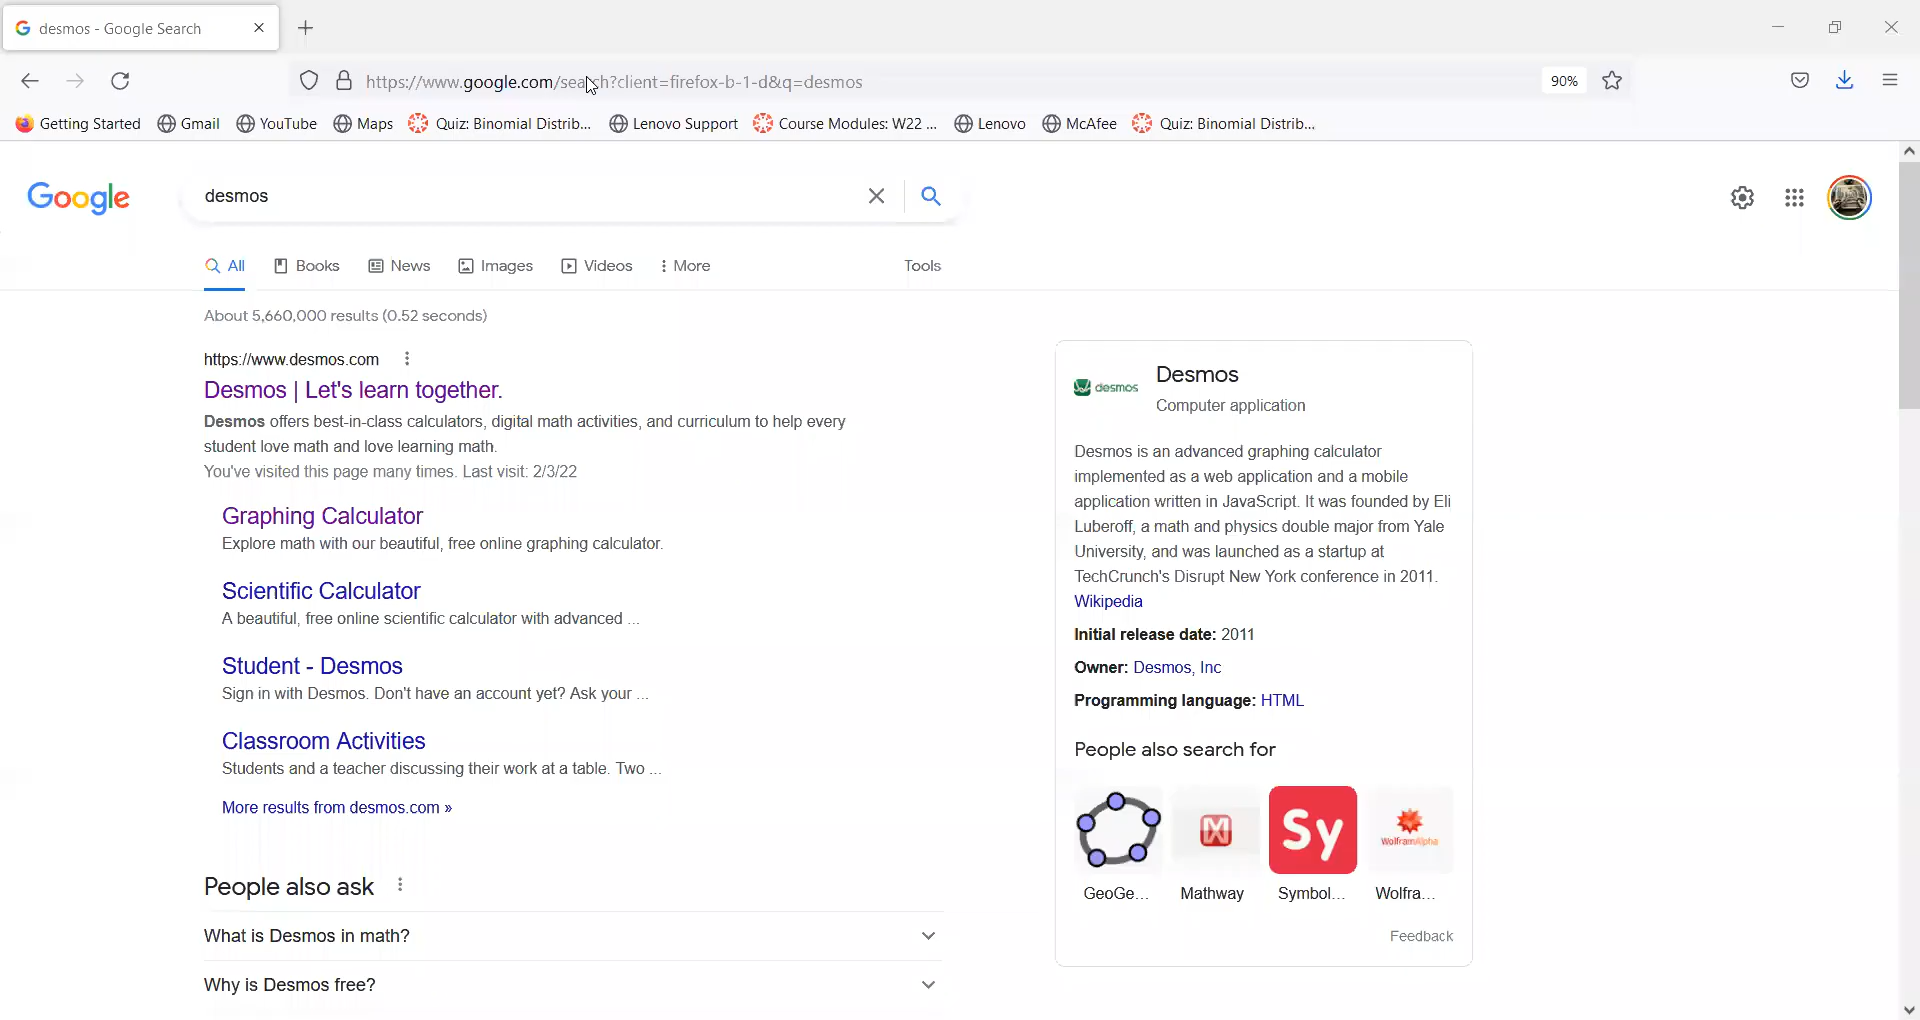 desmos - Google Search
https://www.google.com/search?client=firefox-b-1-d&q=desmos
90%
Getting Started Gmail YouTube Maps Quiz: Binomial Distrib... Lenovo Support Course Modules: W22 ... Lenovo McAfee Quiz: Binomial Distrib...
Google
desmos
All Books News Images Videos More Tools
About 5,660,000 results (0.52 seconds)
https://www.desmos.com
Desmos | Let's learn together.
Desmos offers best-in-class calculators, digital math activities, and curriculum to help every
student love math and love learning math.
You've visited this page many times. Last visit: 2/3/22
Graphing Calculator
Explore math with our beautiful, free online graphing calculator.
Scientific Calculator
A beautiful, free online scientific calculator with advanced ...
Student - Desmos
Sign in with Desmos. Don't have an account yet? Ask your ...
Classroom Activities
Students and a teacher discussing their work at a table. Two ...
More results from desmos.com »
People also ask
What is Desmos in math?
Why is Desmos free?
desmos
Desmos
Computer application
Desmos is an advanced graphing calculator
implemented as a web application and a mobile
application written in JavaScript. It was founded by Eli
Luberoff, a math and physics double major from Yale
University, and was launched as a startup at
TechCrunch's Disrupt New York conference in 2011.
Wikipedia
Initial release date: 2011
Owner: Desmos, Inc
Programming language: HTML
People also search for
Sy
WolframAlpha
GeoGe... Mathway Symbol... Wolfra...
Feedback